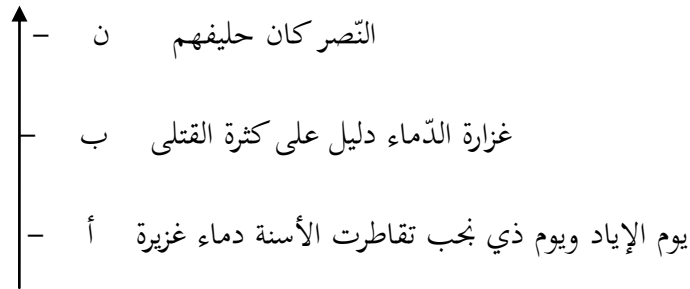 النّصر كان حليفهم ن –
غزارة الدّماء دليل على كثرة القتلى ب –
يوم الإياد ويوم ذي نجب تقاطرت الأسنة دماء غزيرة أ –